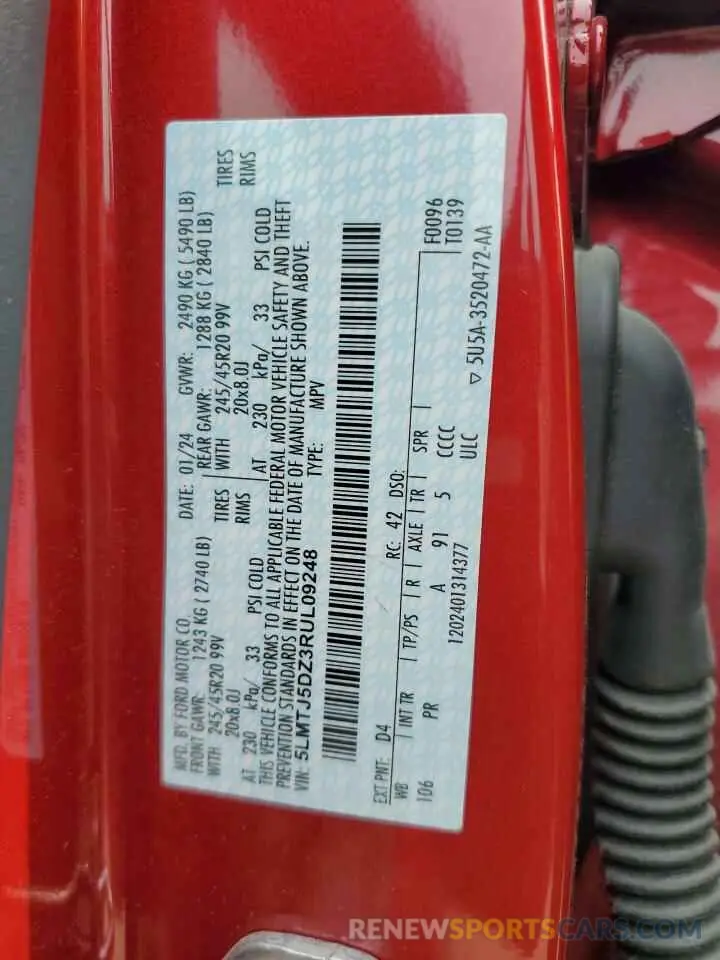 MFD. BY FORD MOTOR CO.
DATE: 01/24 GVWR: 2490 KG ( 5490 LB)
FRONT GAWR: 1243 KG ( 2740 LB) REAR GAWR: 1288 KG ( 2840 LB)
WITH 245/45R20 99V TIRES WITH 245/45R20 99V TIRES
20x8.0J RIMS 20x8.0J RIMS
AT 230 kPa/ 33 PSI COLD AT 230 kPa/ 33 PSI COLD
THIS VEHICLE CONFORMS TO ALL APPLICABLE FEDERAL MOTOR VEHICLE SAFETY AND THEFT
PREVENTION STANDARDS IN EFFECT ON THE DATE OF MANUFACTURE SHOWN ABOVE.
VIN: 5LMTJ5DZ3RUL09248 TYPE: MPV
EXT PNT: D4 RC: 42 DSO: F0096
WB INT TR TP/PS R AXLE TR SPR T0139
106 PR A 91 5 CCCC
1202401314377 ULC
▽ 5U5A-3520472-AA
RENEWSPORTSCARS.COM